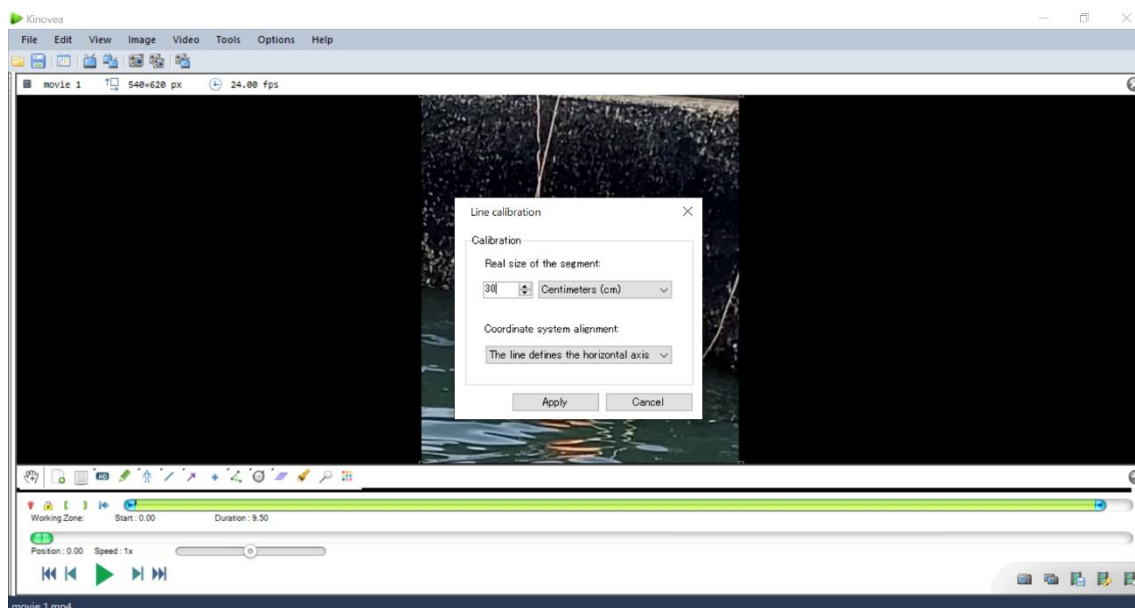 Kinovea
File Edit View Image Video Tools Options Help
movie 1 540×620 px 24.00 fps
Line calibration
Calibration
Real size of the segment:
30 Centimeters (cm)
Coordinate system alignment:
The line defines the horizontal axis
Apply Cancel
Working Zone: Start : 0.00 Duration : 9.50
Position : 0.00 Speed : 1x
movie 1.mp4